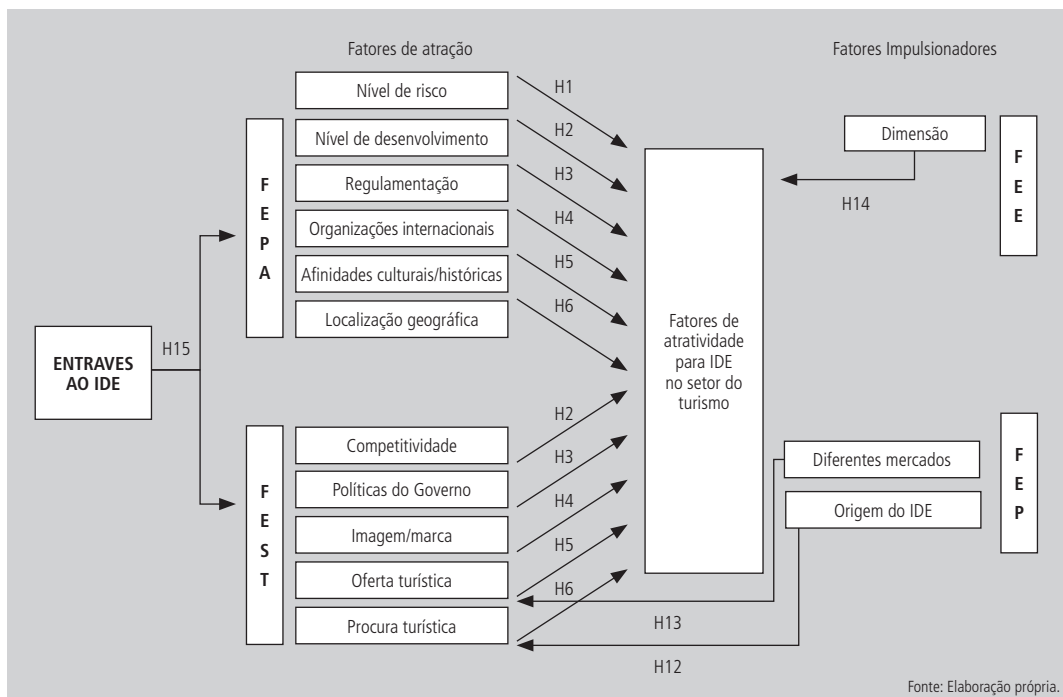 Fatores de atração
Fatores Impulsionadores
Nível de risco
H1
F
E
P
A
Nível de desenvolvimento
H2
Regulamentação
H3
Organizações internacionais
H4
Afinidades culturais/históricas
H5
Localização geográfica
H6
ENTRAVES
AO IDE
H15
Fatores de
atratividade
para IDE
no setor do
turismo
Dimensão
H14
F
E
E
F
E
S
T
Competitividade
H2
Políticas do Governo
H3
Imagem/marca
H4
Oferta turística
H5
Procura turística
H6
Diferentes mercados
Origem do IDE
F
E
P
H13
H12
Fonte: Elaboração própria.